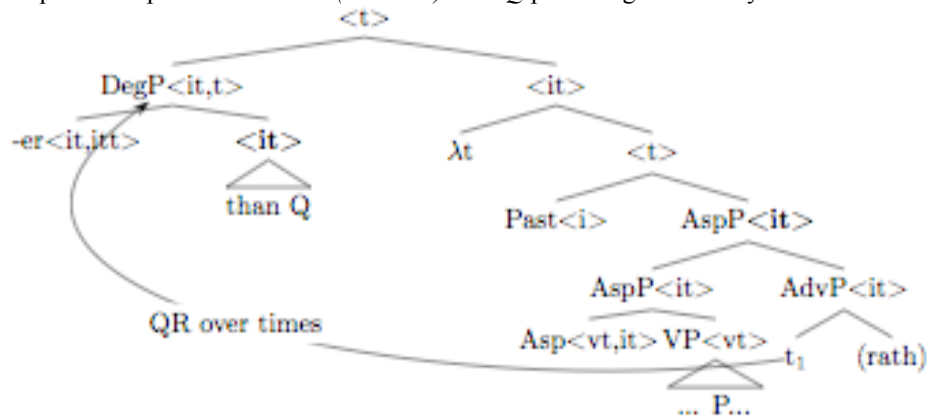 <t>
DegP<it,t> <it>
-er<it,itt> <it> λt <t>
than Q Past<i> AspP<it>
AspP<it> AdvP<it>
QR over times Asp<vt,it> VP<vt> t₁ (rath)
... P...